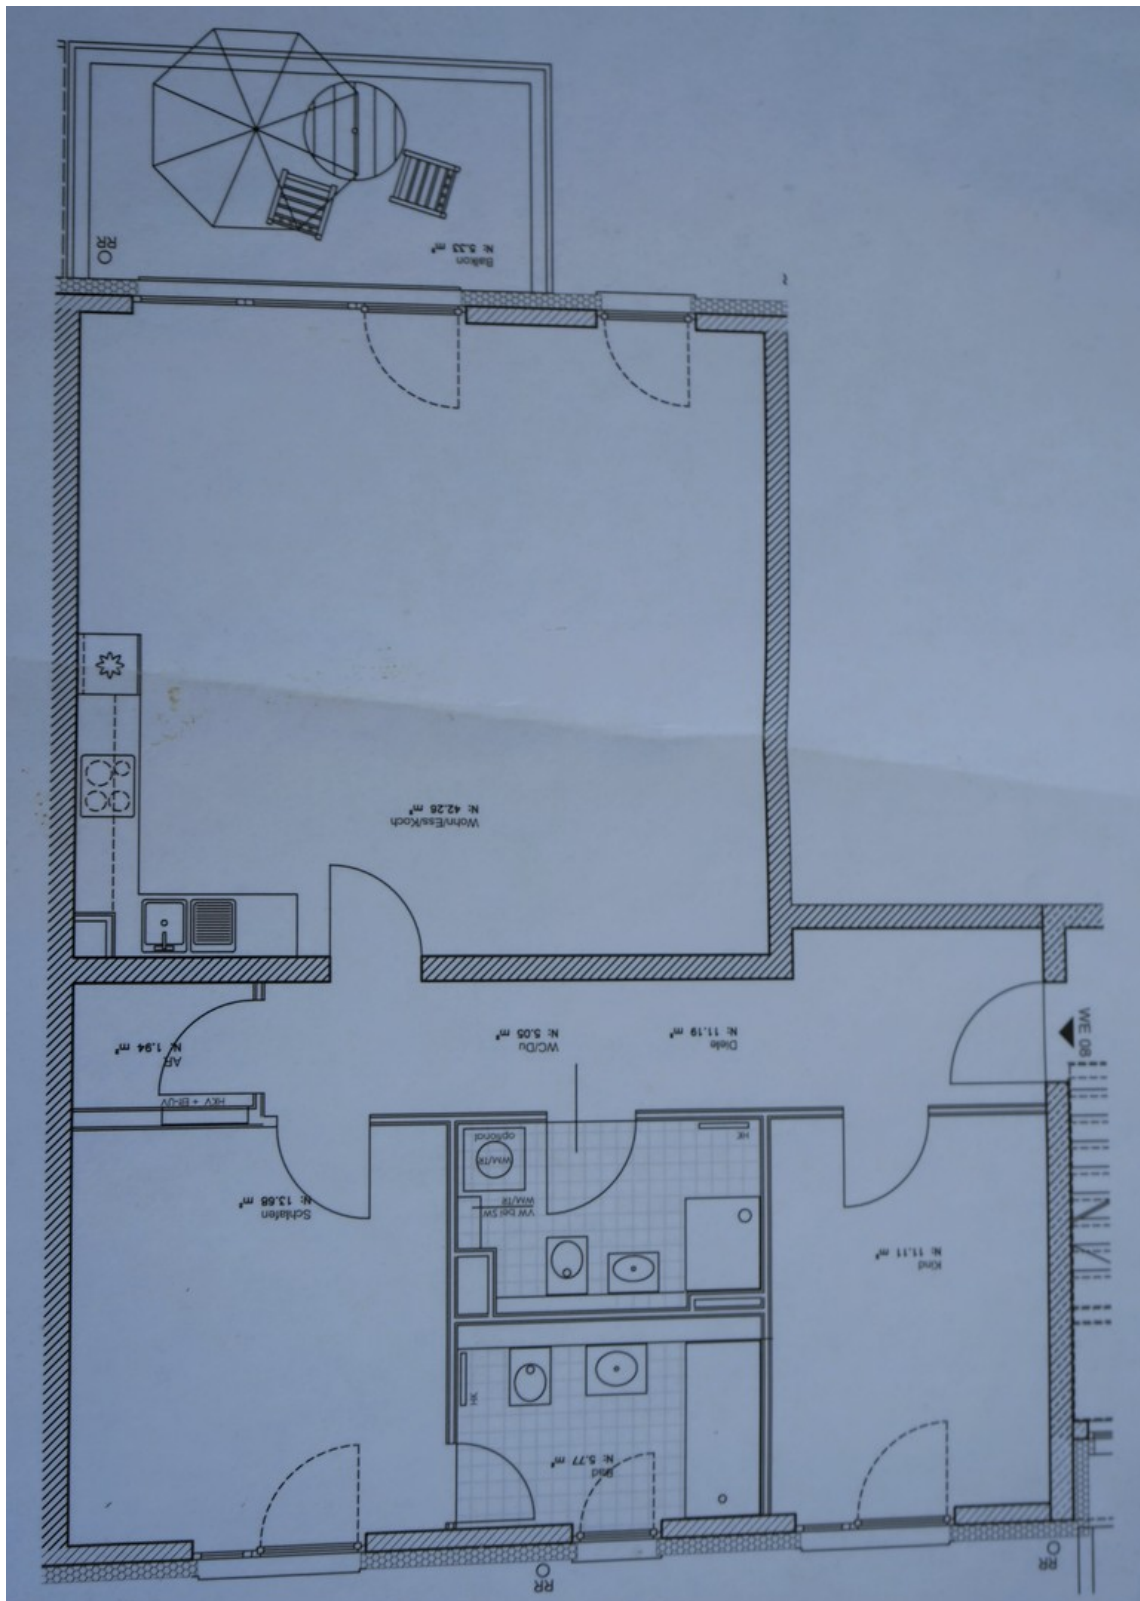 RR
Balkon
N: 5.33 m²
Wohn/Ess/Koch
N: 42.26 m²
AR
N: 1.94 m²
HKV + Elt-UV
WC/Du
N: 5.05 m²
Diele
N: 11.19 m²
WE 08
Schlafen
N: 13.68 m²
WM/TR
optional
VW bei SW
WM/TR
HK
Kind
N: 11.11 m²
HK
Bad
N: 5.77 m²
RR
RR